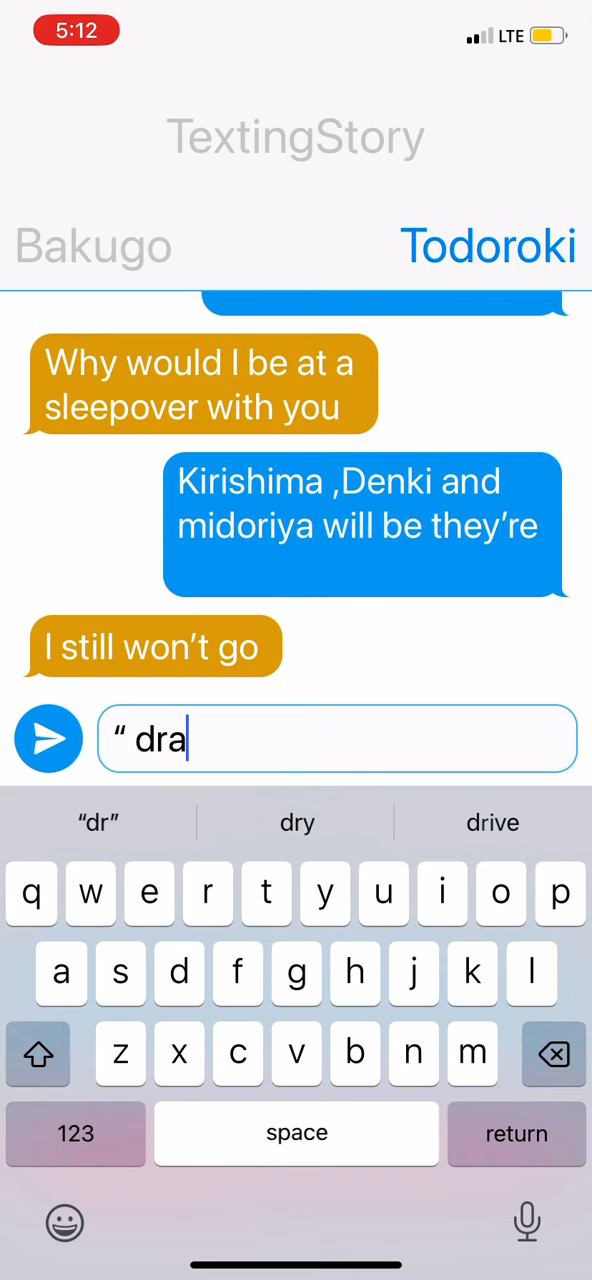 5:12
LTE
TextingStory
Bakugo
Todoroki
Why would I be at a
sleepover with you
Kirishima ,Denki and
midoriya will be they’re
I still won’t go
“ dra
“dr”
dry
drive
q w e r t y u i o p
a s d f g h j k l
z x c v b n m
123
space
return